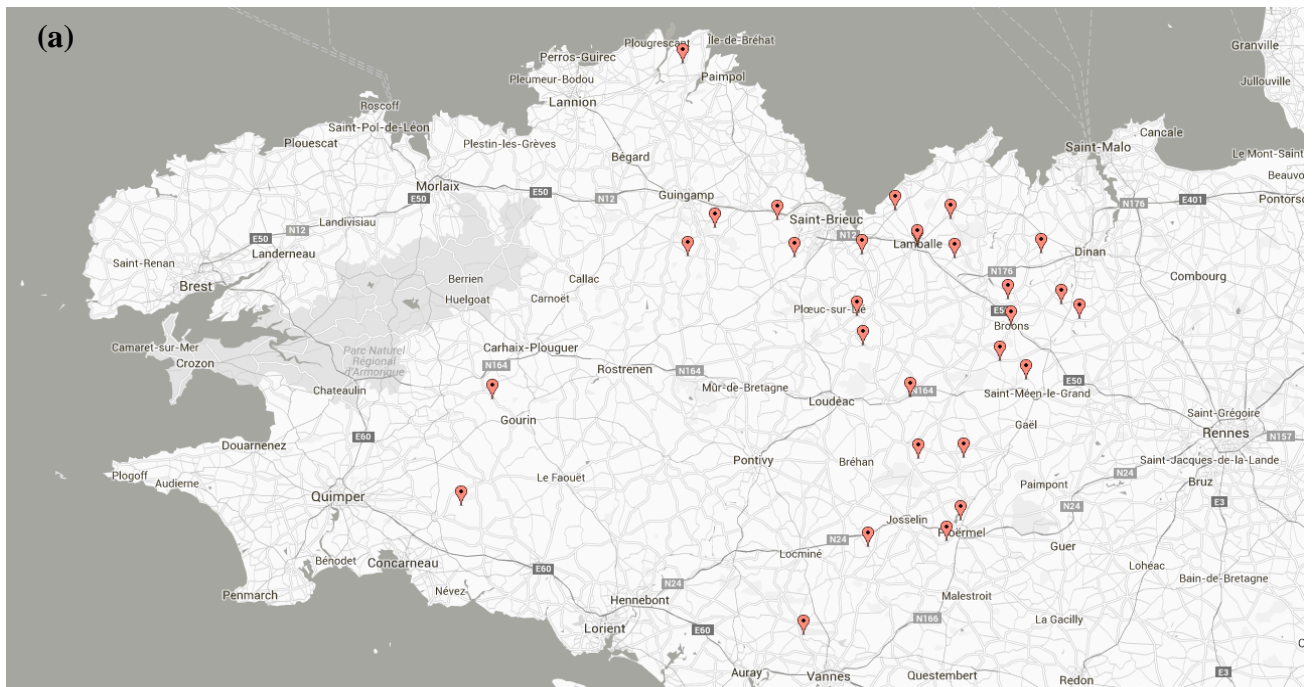 (a)
Plougrescant
Île-de-Bréhat
Granville
Perros-Guirec
Pleumeur-Bodou
Paimpol
Jullouville
Lannion
Roscoff
Saint-Pol-de-Léon
Plouescat
Plestin-les-Grèves
Cancale
Saint-Malo
Le Mont-Saint
Bégard
Morlaix
E50
E50
N12
Guingamp
N176
E401
Pontorso
Landivisiau
Saint-Brieuc
N12
E50
N12
Lamballe
Landerneau
Dinan
Saint-Renan
Brest
Berrien
Callac
N176
Combourg
Huelgoat
Carnoët
Broons
Camaret-sur-Mer
Crozon
Parc Naturel
Régional
d'Armorique
Carhaix-Plouguer
N164
Rostrenen
N164
Mûr-de-Bretagne
E50
Chateaulin
Loudéac
N164
Saint-Méen-le-Grand
Gourin
Saint-Grégoire
Gaël
Rennes
N157
Douarnenez
E60
Plogoff
Audierne
Pontivy
Bréhan
Saint-Jacques-de-la-Lande
N24
Bruz
Le Faouët
Paimpont
Quimper
E3
N24
Josselin
Ploërmel
Guer
Locminé
N24
Bénodet
Concarneau
E60
Lohéac
Bain-de-Bretagne
Penmarch
Névez
N24
Hennebont
Malestroit
Lorient
E60
N166
La Gacilly
Auray
Vannes
Questembert
Redon
E3